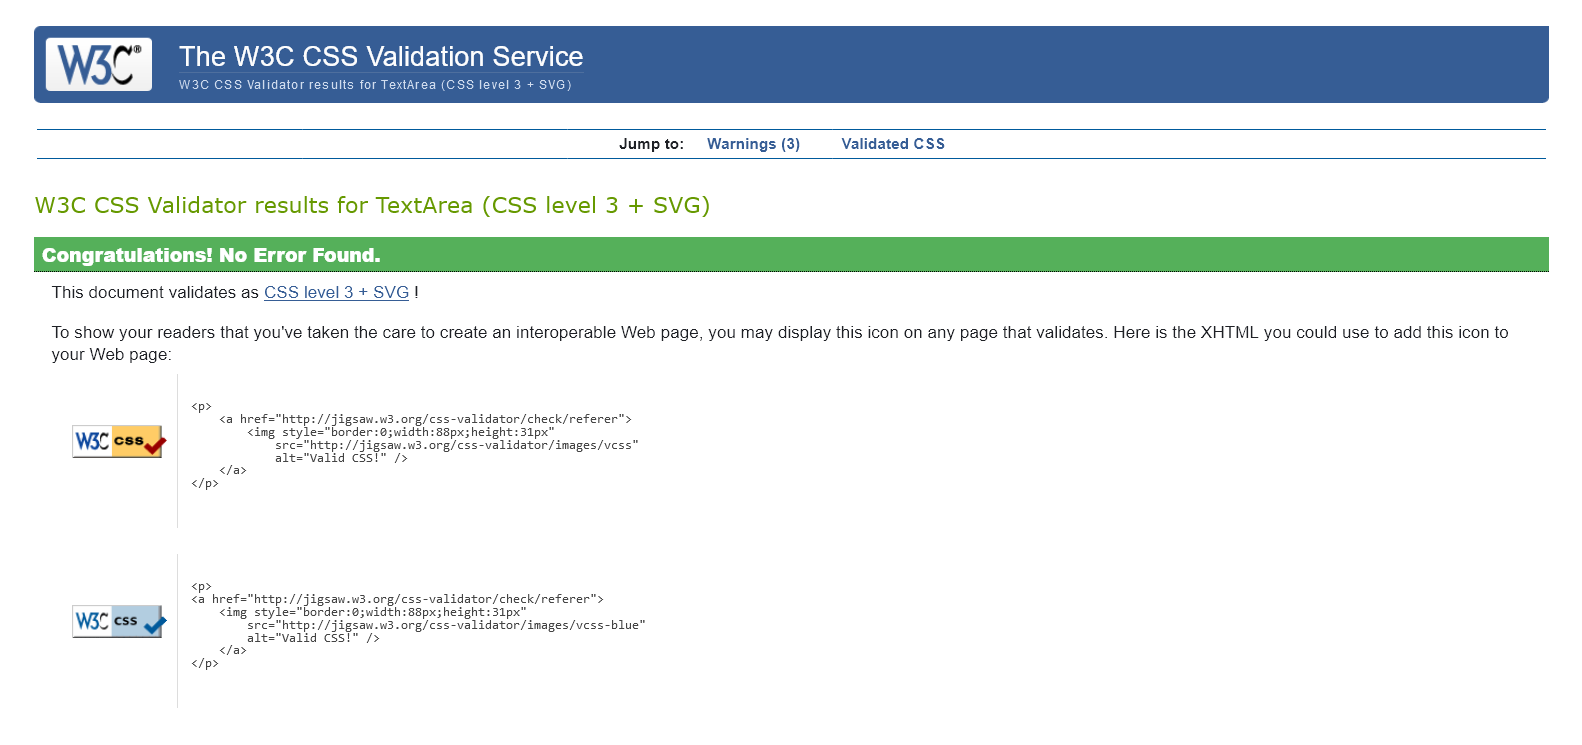 W3C®
The W3C CSS Validation Service
W3C CSS Validator results for TextArea (CSS level 3 + SVG)
Jump to: Warnings (3) Validated CSS
W3C CSS Validator results for TextArea (CSS level 3 + SVG)
Congratulations! No Error Found.
This document validates as CSS level 3 + SVG !
To show your readers that you've taken the care to create an interoperable Web page, you may display this icon on any page that validates. Here is the XHTML you could use to add this icon to
your Web page:
W3C css
<p>
<a href="http://jigsaw.w3.org/css-validator/check/referer">
<img style="border:0;width:88px;height:31px"
src="http://jigsaw.w3.org/css-validator/images/vcss"
alt="Valid CSS!" />
</a>
</p>
W3C css
<p>
<a href="http://jigsaw.w3.org/css-validator/check/referer">
<img style="border:0;width:88px;height:31px"
src="http://jigsaw.w3.org/css-validator/images/vcss-blue"
alt="Valid CSS!" />
</a>
</p>